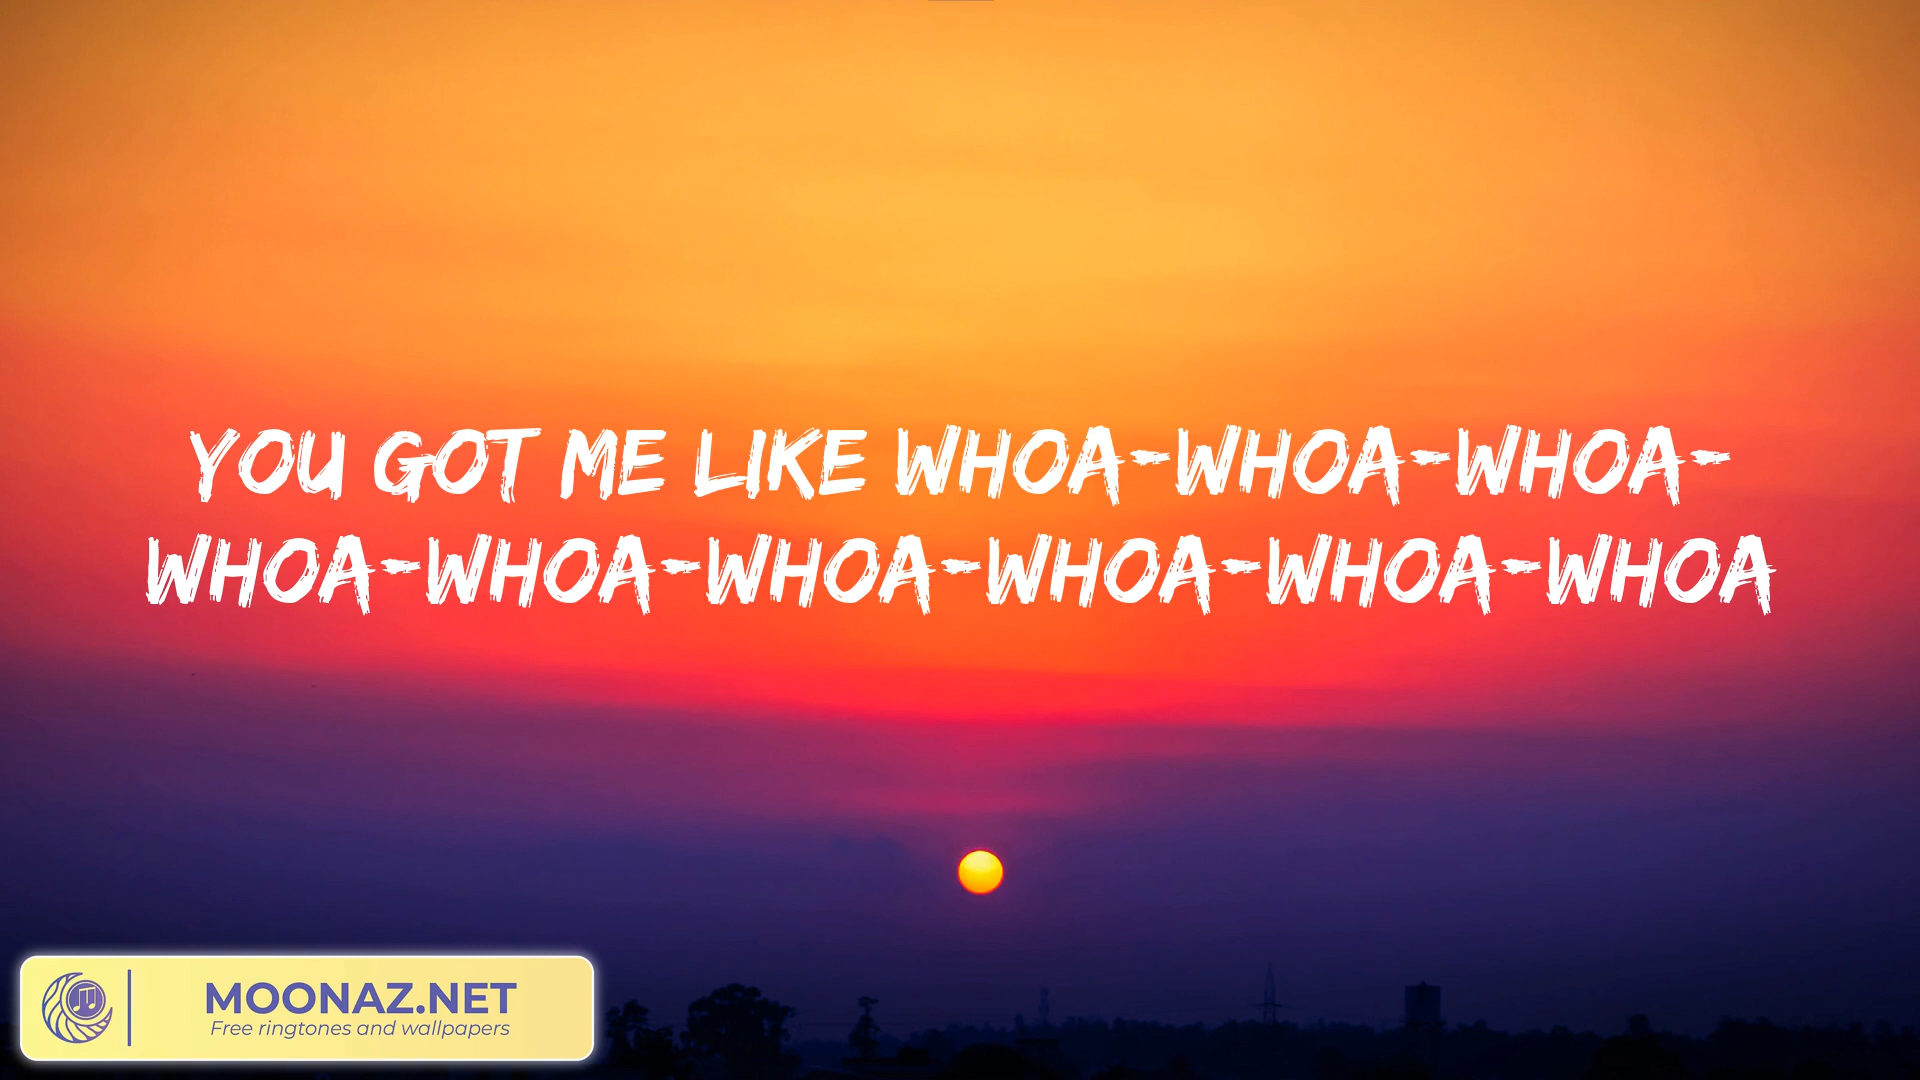 YOU GOT ME LIKE WHOA-WHOA-WHOA-
WHOA-WHOA-WHOA-WHOA-WHOA-WHOA
MOONAZ.NET
Free ringtones and wallpapers